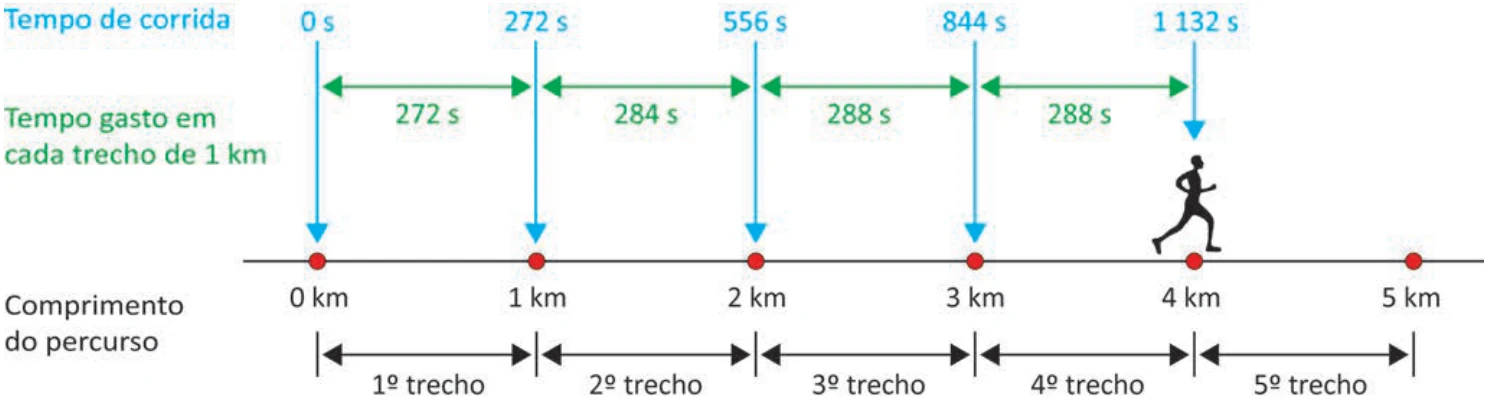 Tempo de corrida 0 s 272 s 556 s 844 s 1 132 s
272 s 284 s 288 s 288 s
Tempo gasto em
cada trecho de 1 km
0 km 1 km 2 km 3 km 4 km 5 km
Comprimento
do percurso
1º trecho 2º trecho 3º trecho 4º trecho 5º trecho